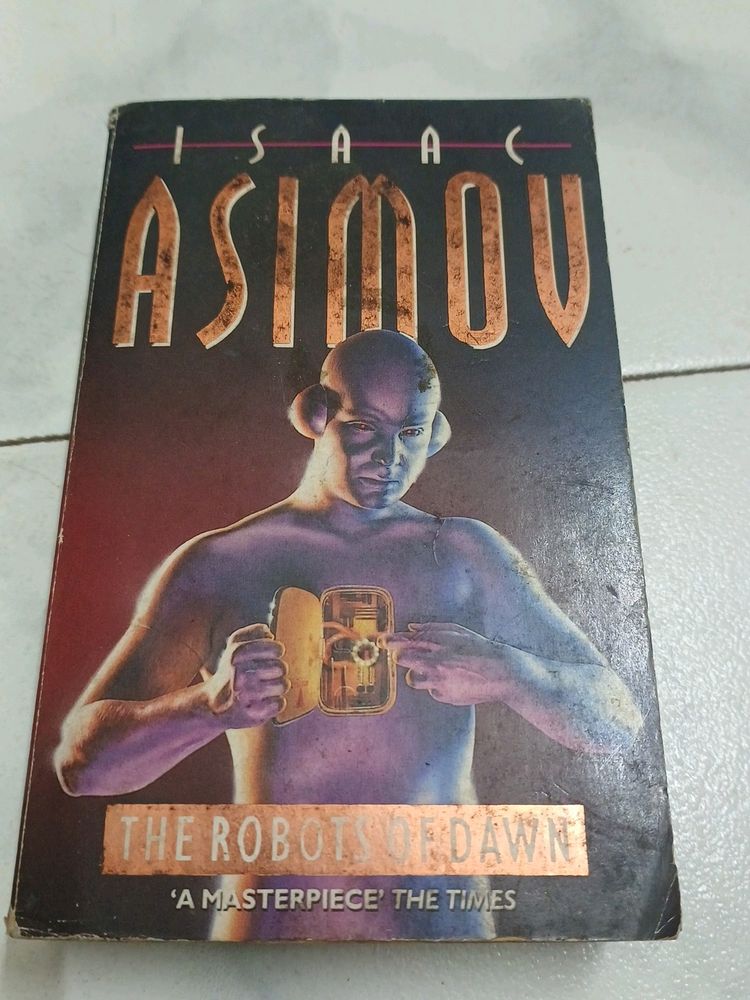 ISAAC
ASIMOV
THE ROBOTS OF DAWN
'A MASTERPIECE' THE TIMES